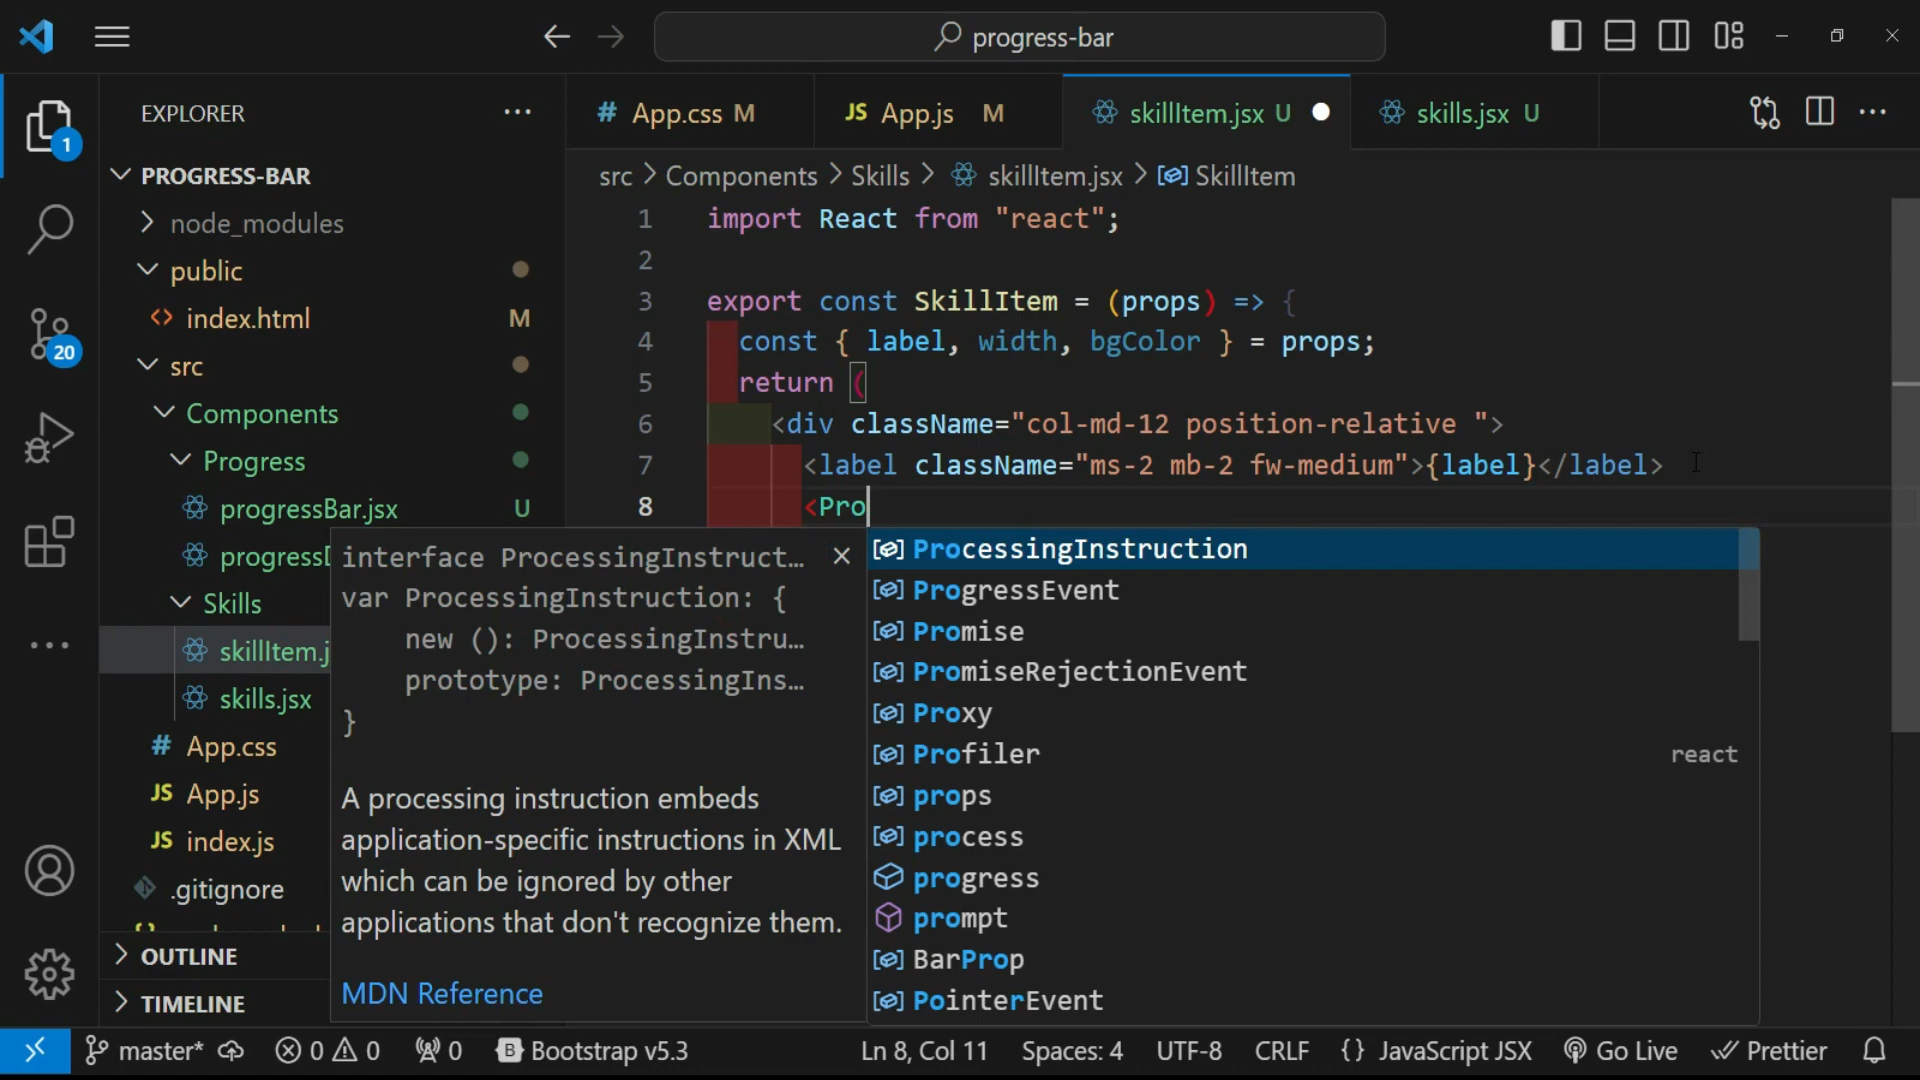 progress-bar
EXPLORER
# App.css M
JS App.js M
skillItem.jsx U
skills.jsx U
src > Components > Skills > skillItem.jsx > SkillItem
PROGRESS-BAR
node_modules
public
<> index.html M
src
Components
Progress
progressBar.jsx U
progress
Skills
skillItem.j
skills.jsx
# App.css
JS App.js
JS index.js
.gitignore
OUTLINE
TIMELINE
1
20
1 import React from "react";
2
3 export const SkillItem = (props) => {
4 const { label, width, bgColor } = props;
5 return (
6 <div className="col-md-12 position-relative ">
7 <label className="ms-2 mb-2 fw-medium">{label}</label>
8 <Pro
interface ProcessingInstruct…
var ProcessingInstruction: {
new (): ProcessingInstru…
prototype: ProcessingIns…
}
A processing instruction embeds
application-specific instructions in XML
which can be ignored by other
applications that don't recognize them.
MDN Reference
ProcessingInstruction
ProgressEvent
Promise
PromiseRejectionEvent
Proxy
Profiler react
props
process
progress
prompt
BarProp
PointerEvent
master* 0 0 0 B Bootstrap v5.3 Ln 8, Col 11 Spaces: 4 UTF-8 CRLF {} JavaScript JSX Go Live Prettier